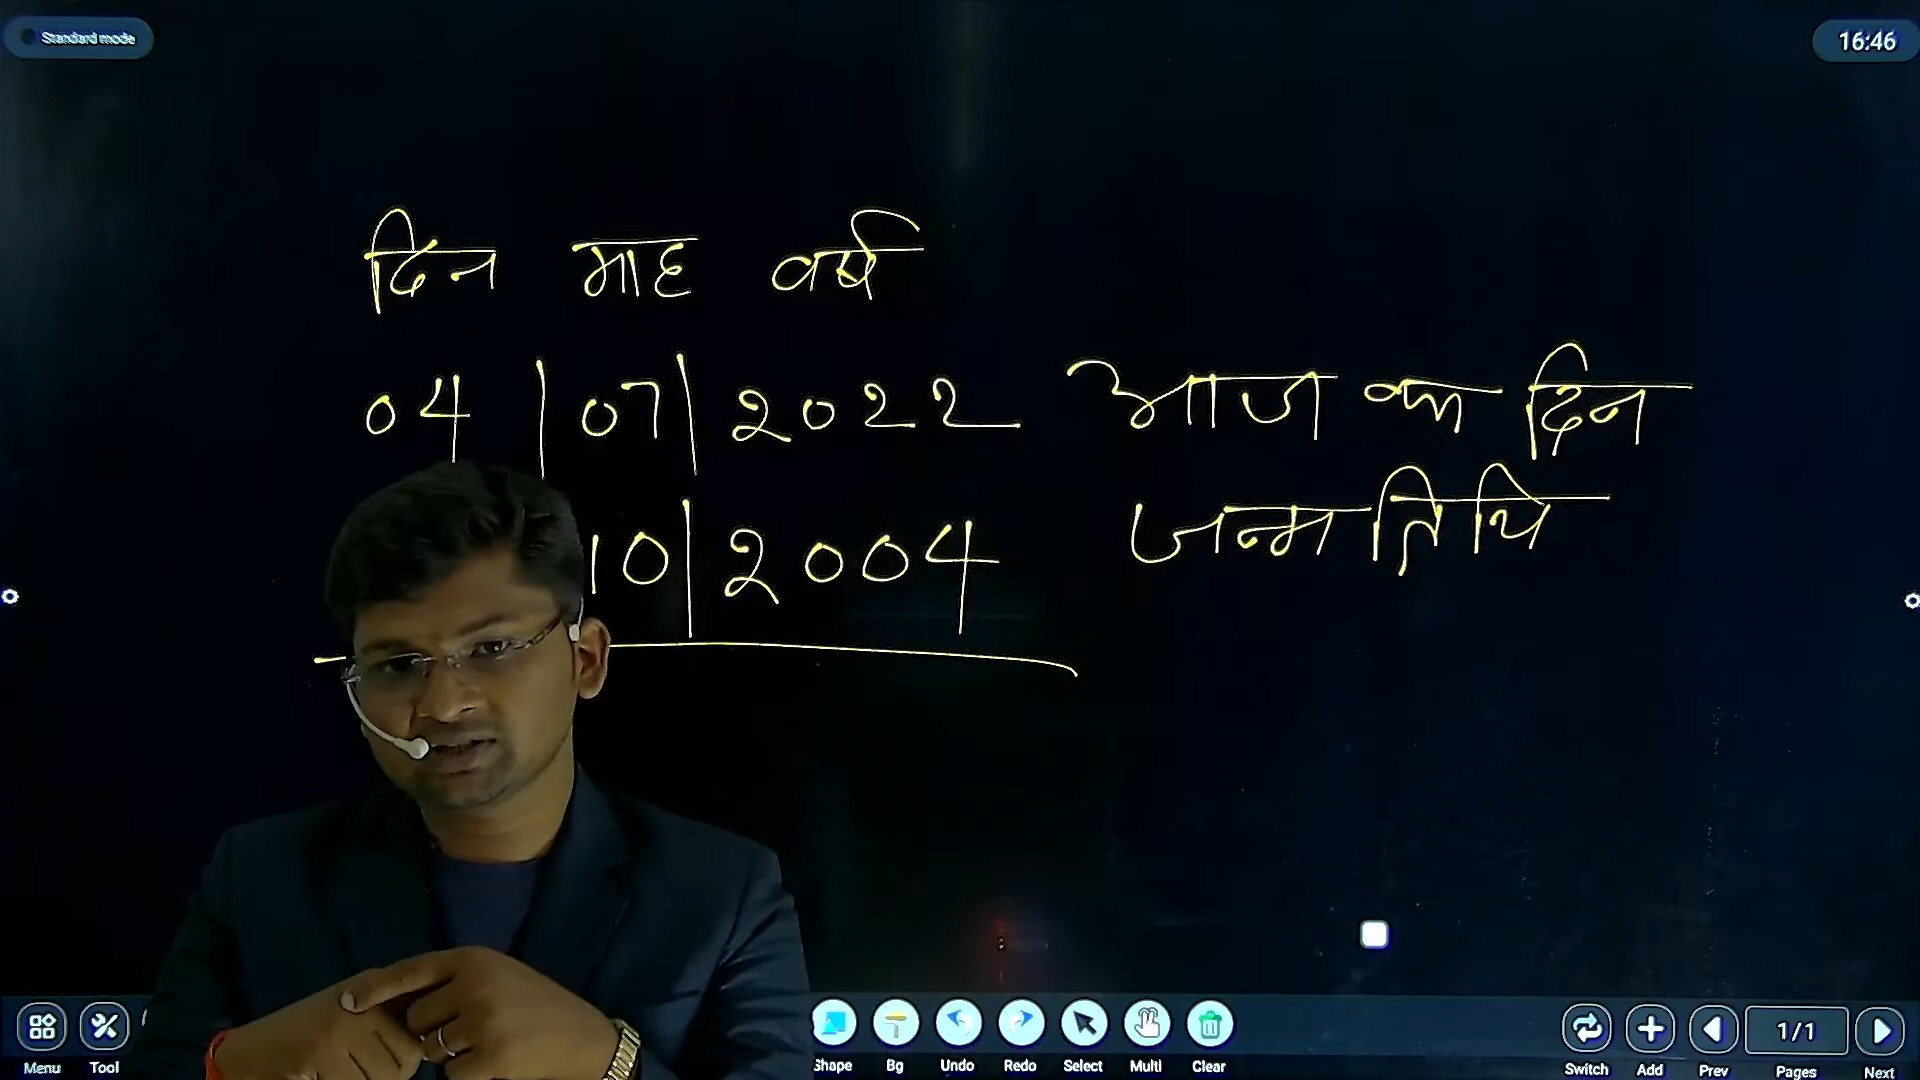 Standard mode
16:46
दिन माह वर्ष
04 | 07 | 2022 आज का दिन
10 | 2004 जन्म तिथि
Menu Tool Shape Bg Undo Redo Select Multi Clear Switch Add Prev 1/1 Pages Next